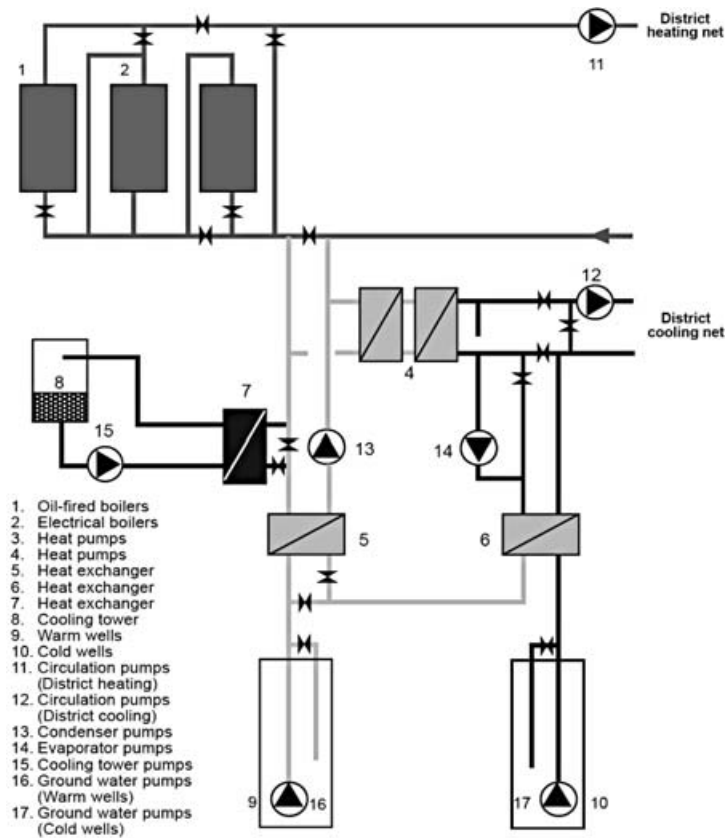 District
heating net
11
1
2
12
District
cooling net
4
8
7
15
13
14
5
6
1. Oil-fired boilers
2. Electrical boilers
3. Heat pumps
4. Heat pumps
5. Heat exchanger
6. Heat exchanger
7. Heat exchanger
8. Cooling tower
9. Warm wells
10. Cold wells
11. Circulation pumps
(District heating)
12. Circulation pumps
(District cooling)
13. Condenser pumps
14. Evaporator pumps
15. Cooling tower pumps
16. Ground water pumps
(Warm wells)
17. Ground water pumps
(Cold wells)
9
16
17
10